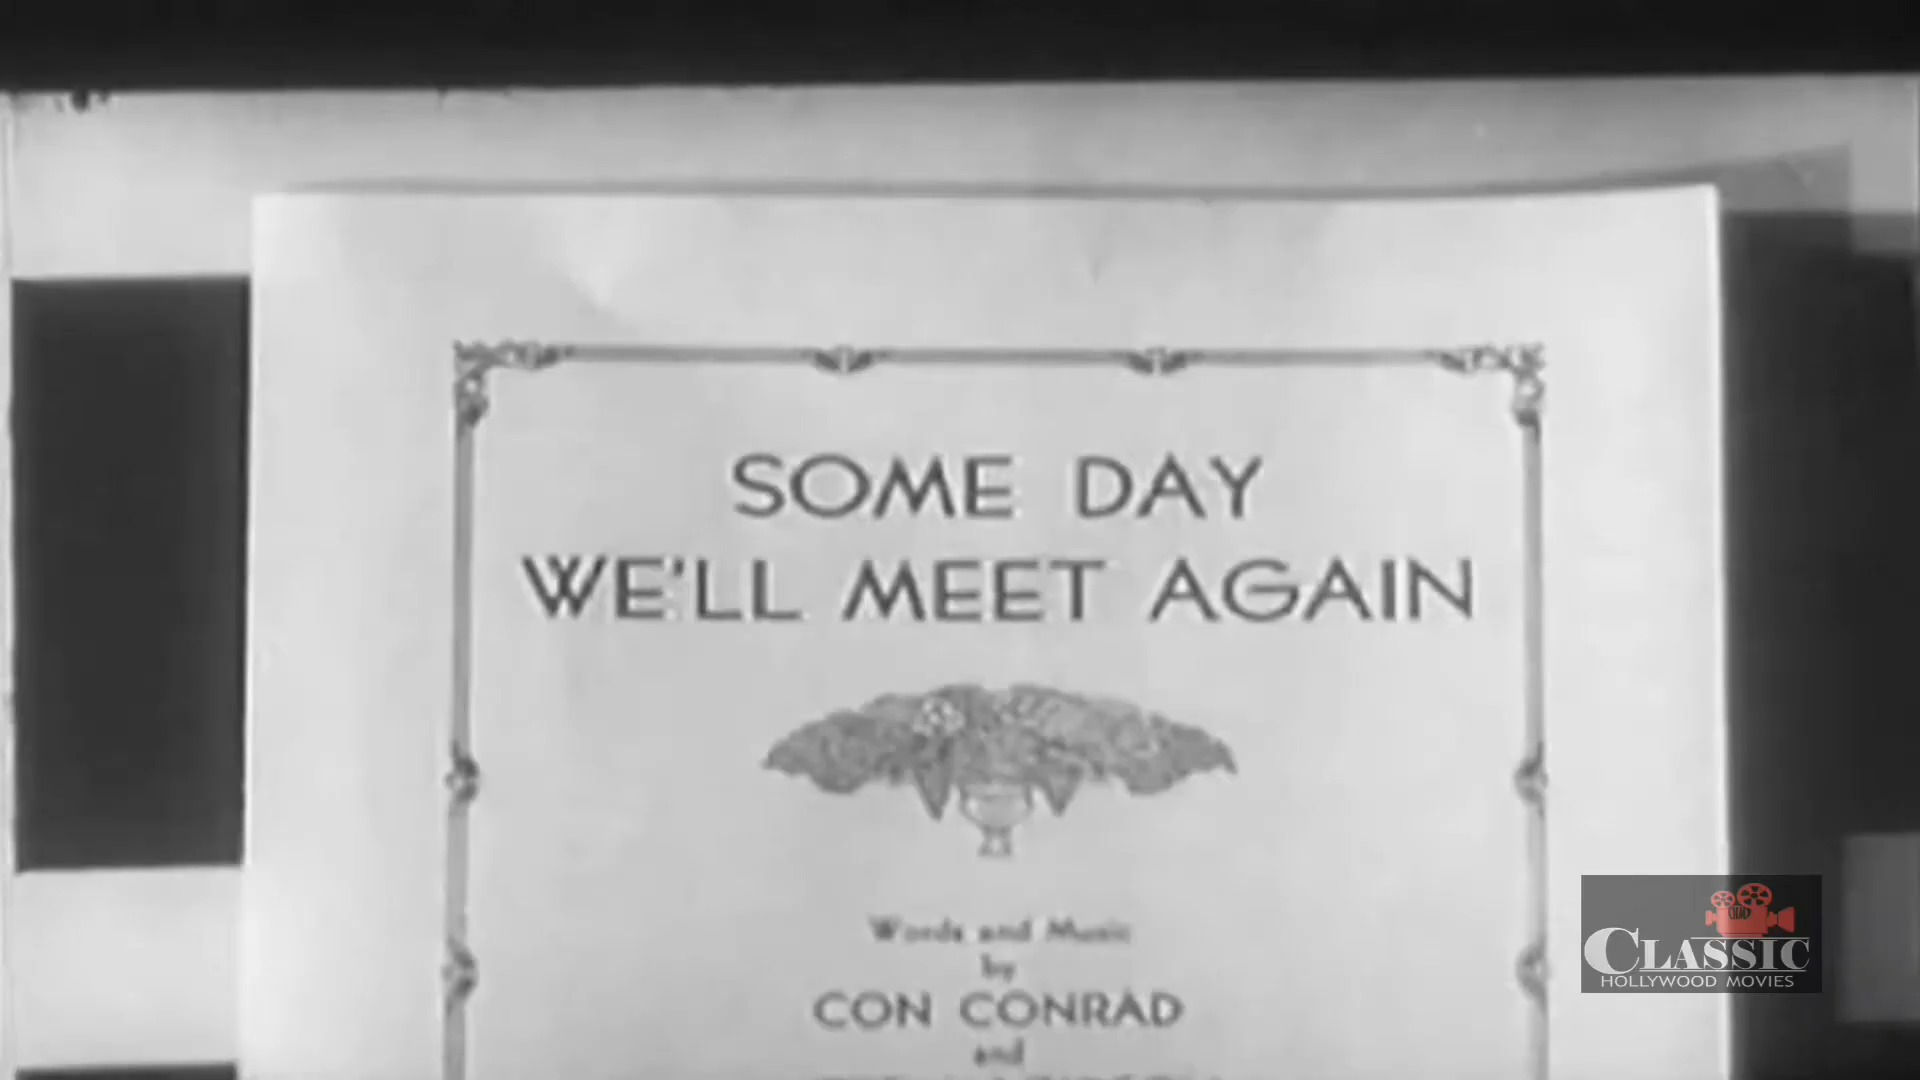 SOME DAY
WE'LL MEET AGAIN
Words and Music
by
CON CONRAD
and
CLASSIC
HOLLYWOOD MOVIES